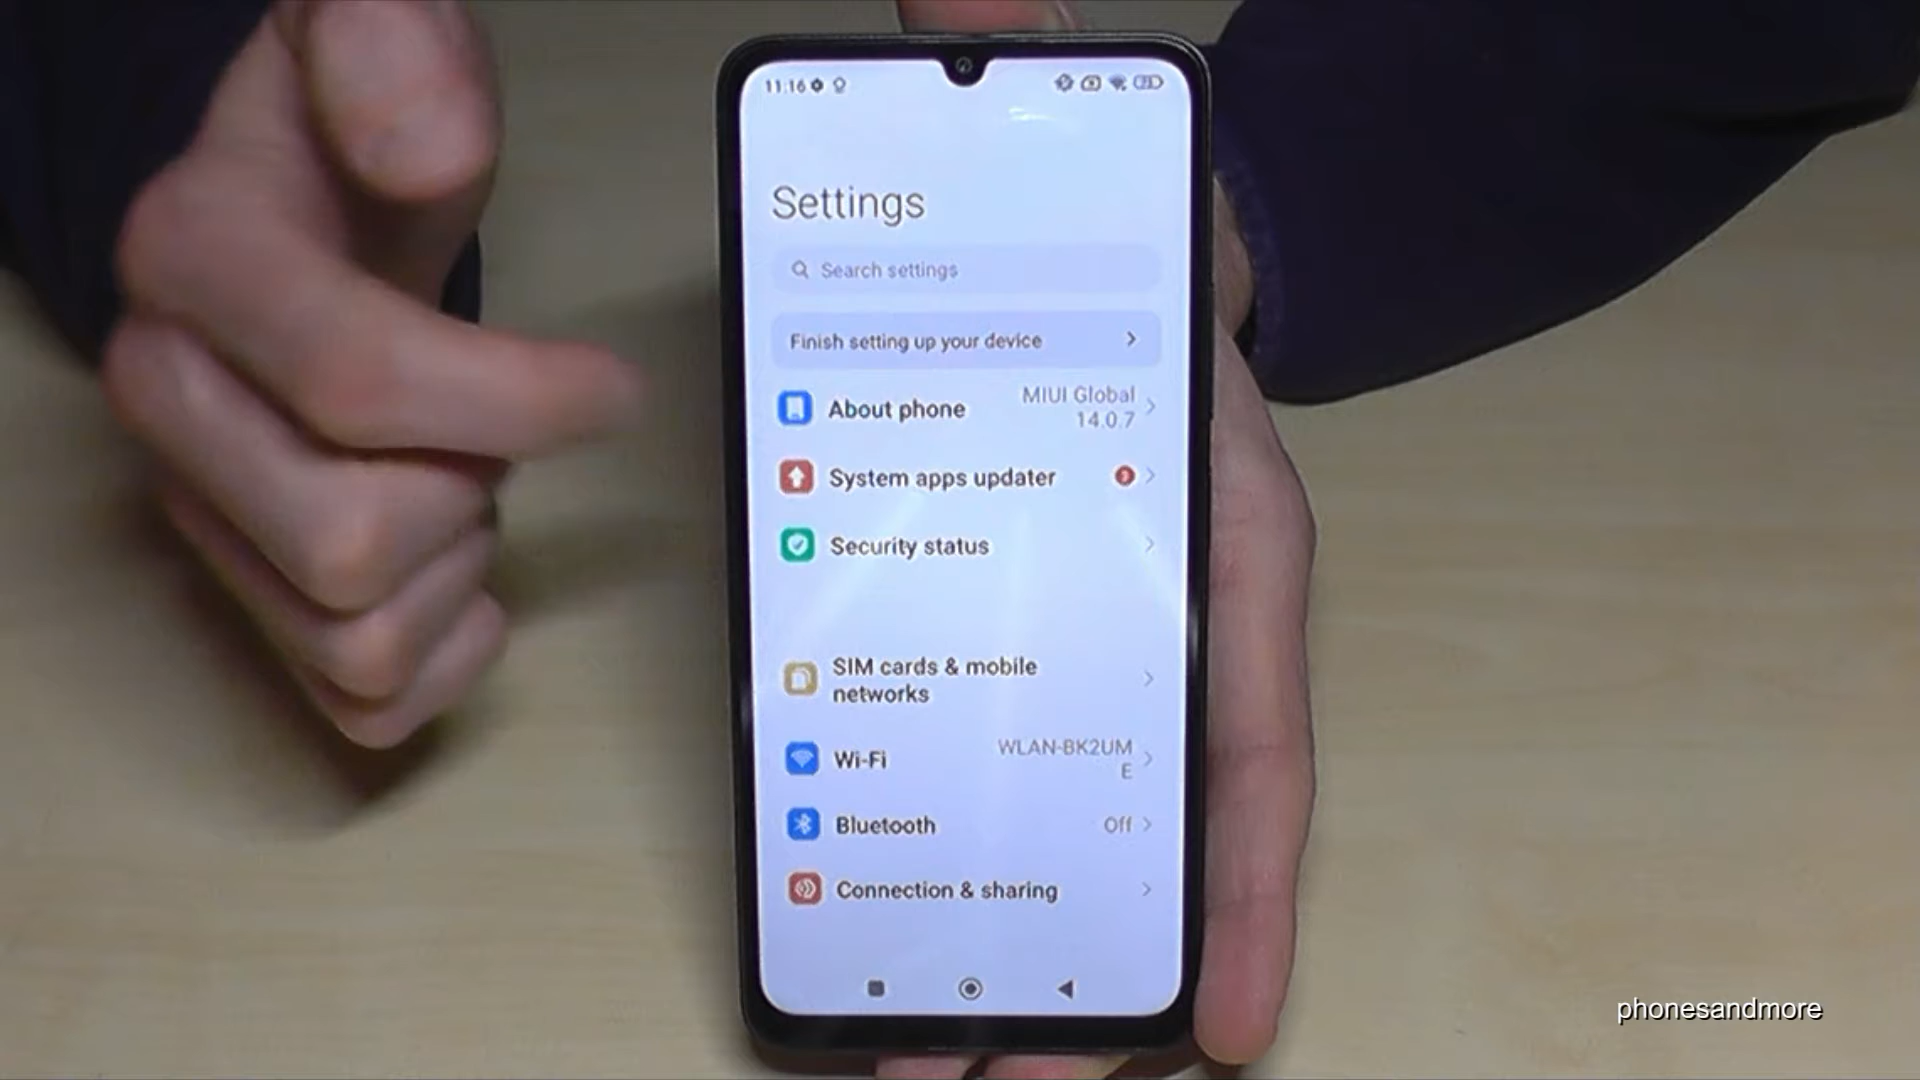 11:16
Settings
Search settings
Finish setting up your device
About phone
MIUI Global
14.0.7
System apps updater
Security status
SIM cards & mobile
networks
Wi-Fi
WLAN-BK2UM
E
Bluetooth
Off
Connection & sharing
phonesandmore